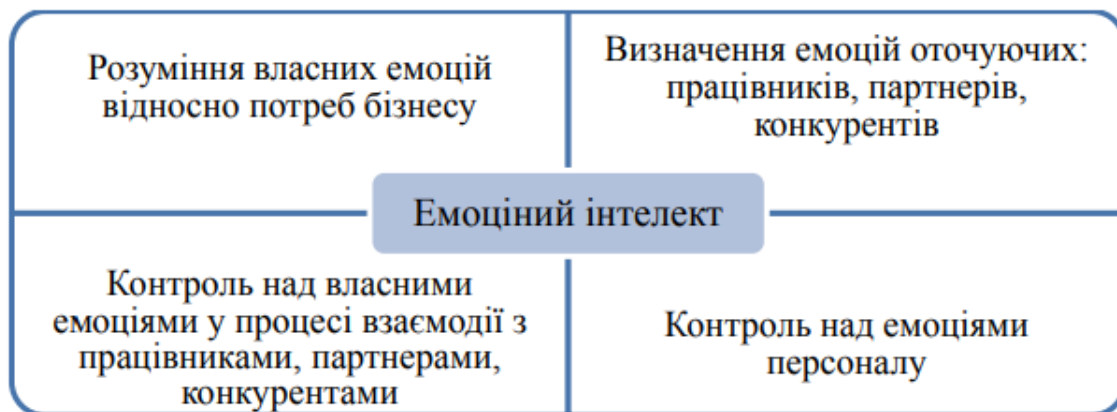 Розуміння власних емоцій
відносно потреб бізнесу
Визначення емоцій оточуючих:
працівників, партнерів,
конкурентів
Емоціний інтелект
Контроль над власними
емоціями у процесі взаємодії з
працівниками, партнерами,
конкурентами
Контроль над емоціями
персоналу